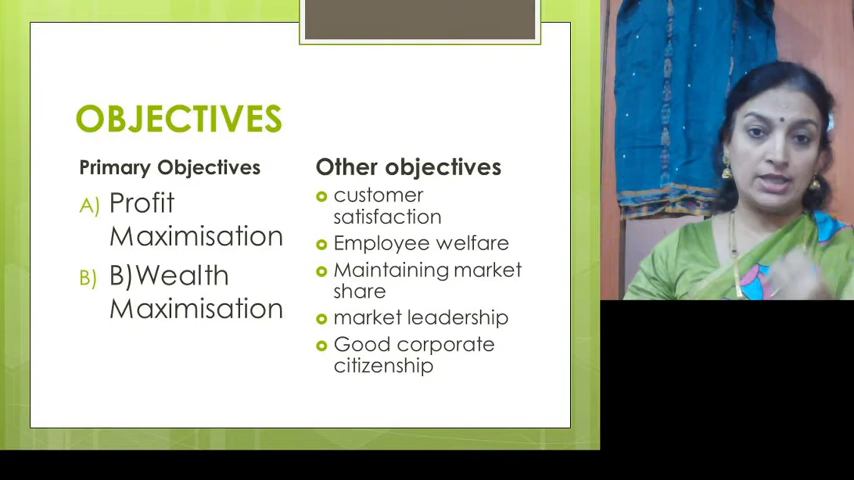 OBJECTIVES
Primary Objectives
A) Profit
Maximisation
B) B)Wealth
Maximisation
Other objectives
customer
satisfaction
Employee welfare
Maintaining market
share
market leadership
Good corporate
citizenship